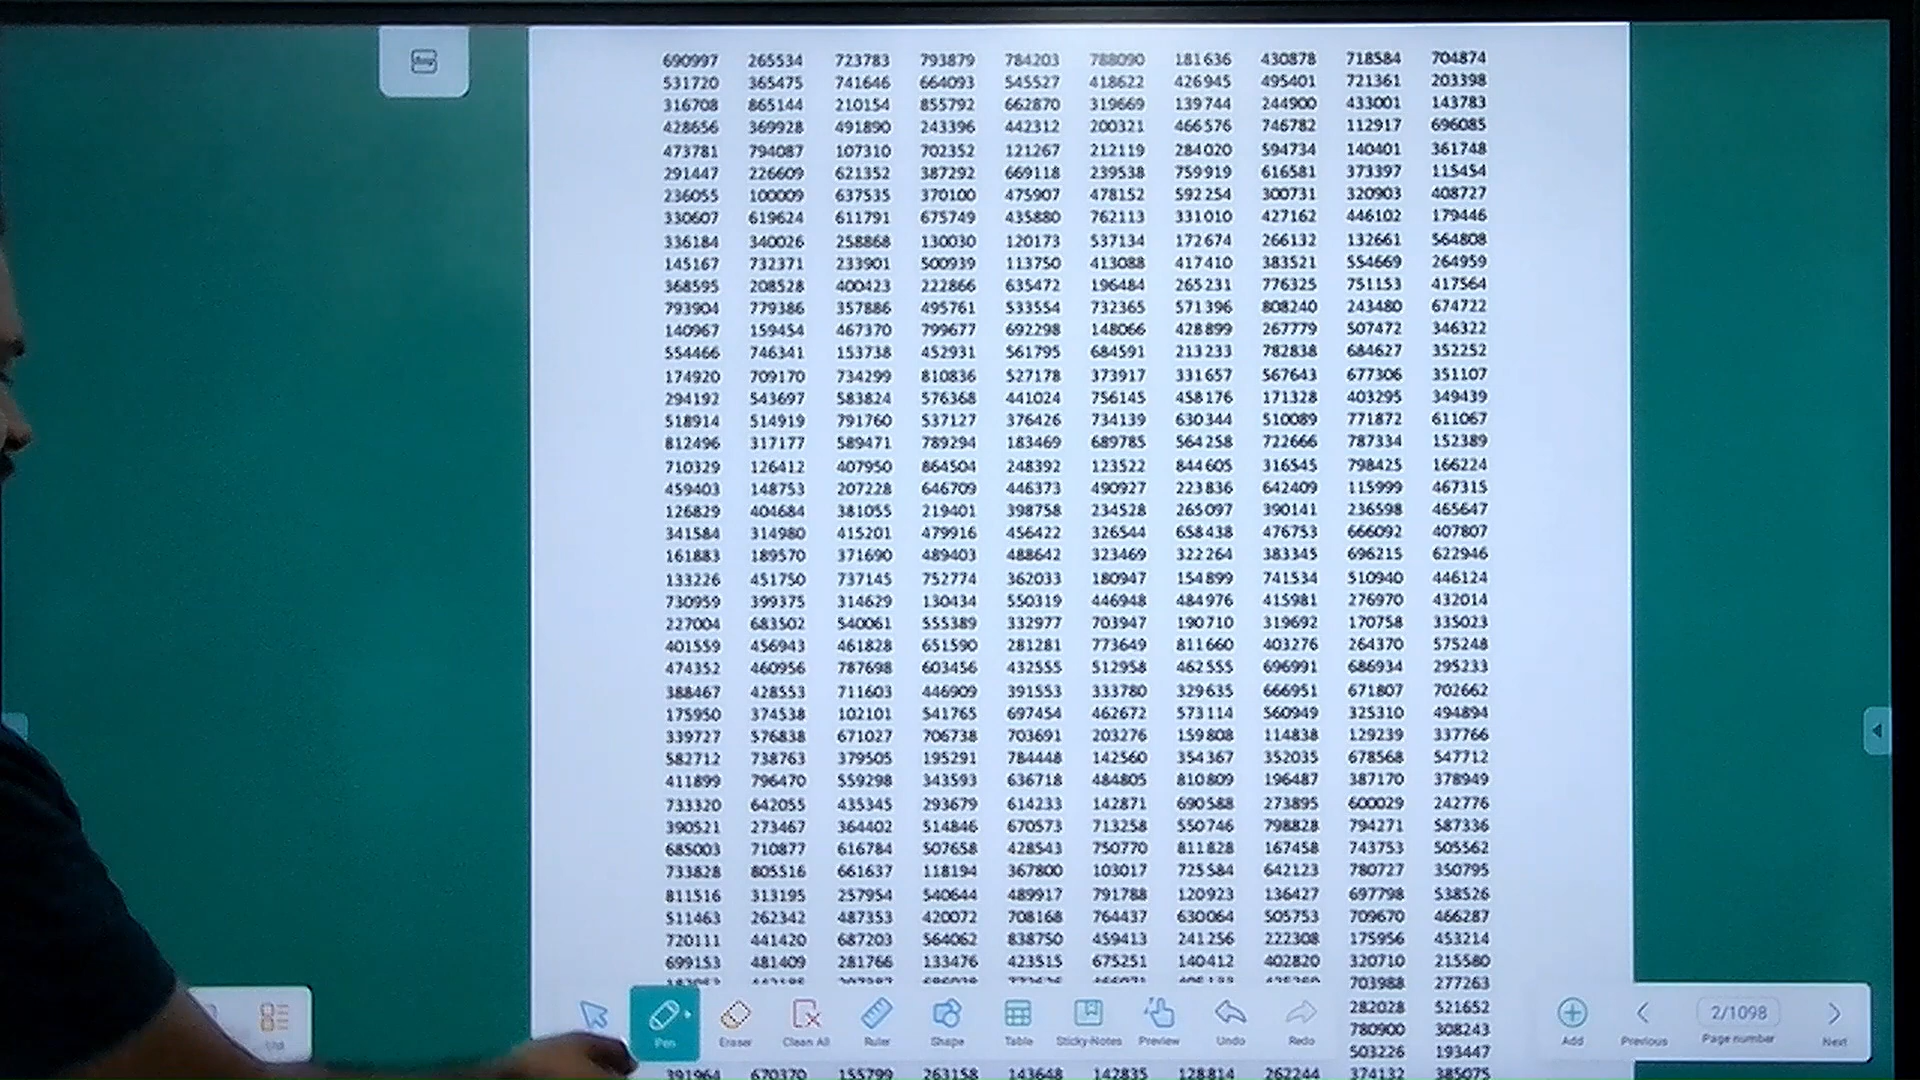 690997 265534 723783 793879 784203 788090 181636 430878 718584 704874
531720 365475 741646 664093 545527 418622 426945 495401 721361 203398
316708 865144 210154 855792 662870 319669 139744 244900 433001 143783
428656 369928 491890 243396 442312 200321 466576 746782 112917 696085
473781 794087 107310 702352 121267 212119 284020 594734 140401 361748
291447 226609 621352 387292 669118 239538 759919 616581 373397 115454
236055 100009 637535 370100 475907 478152 592254 300731 320903 408727
330607 619624 611791 675749 435880 762113 331010 427162 446102 179446
336184 340026 258868 130030 120173 537134 172674 266132 132661 564808
145167 732371 233901 500939 113750 413088 417410 383521 554669 264959
368595 208528 400423 222866 635472 196484 265231 776325 751153 417564
793904 779386 357886 495761 533554 732365 571396 808240 243480 674722
140967 159454 467370 799677 692298 148066 428899 267779 507472 346322
554466 746341 153738 452931 561795 684591 213233 782838 684627 352252
174920 709170 734299 810836 527178 373917 331657 567643 677306 351107
294192 543697 583824 576368 441024 756145 458176 171328 403295 349439
518914 514919 791760 537127 376426 734139 630344 510089 771872 611067
812496 317177 589471 789294 183469 689785 564258 722666 787334 152389
710329 126412 407950 864504 248392 123522 844605 316545 798425 166224
459403 148753 207228 646709 446373 490927 223836 642409 115999 467315
126829 404684 381055 219401 398758 234528 265097 390141 236598 465647
341584 314980 415201 479916 456422 326544 658438 476753 666092 407807
161883 189570 371690 489403 488642 323469 322264 383345 696215 622946
133226 451750 737145 752774 362033 180947 154899 741534 510940 446124
730959 399375 314629 130434 550319 446948 484976 415981 276970 432014
227004 683502 540061 555389 332977 703947 190710 319692 170758 335023
401559 456943 461828 651590 281281 773649 811660 403276 264370 575248
474352 460956 787698 603456 432555 512958 462555 696991 686934 295233
388467 428553 711603 446909 391553 333780 329635 666951 671807 702662
175950 374538 102101 541765 697454 462672 573114 560949 325310 494894
339727 576838 671027 706738 703691 203276 159808 114838 129239 337766
582712 738763 379505 195291 784448 142560 354367 352035 678568 547712
411899 796470 559298 343593 636718 484805 810809 196487 387170 378949
733320 642055 435345 293679 614233 142871 690588 273895 600029 242776
390521 273467 364402 514846 670573 713258 550746 798828 794271 587336
685003 710877 616784 507658 428543 750770 811828 167458 743753 505562
733828 805516 661637 118194 367800 103017 725584 642123 780727 350795
811516 313195 257954 540644 489917 791788 120923 136427 697798 538526
511463 262342 487353 420072 708168 764437 630064 505753 709670 466287
720111 441420 687203 564062 838750 459413 241256 222308 175956 453214
699153 481409 281766 133476 423515 675251 140412 402820 320710 215580
703988 277263
282028 521652
780900 308243
503226 193447
391964 670370 155799 263158 143648 142835 128814 262244 374132 385075
Pen Eraser Clean All Ruler Shape Table Sticky-Notes Preview Undo Redo
Add Previous 2/1098 Page number Next